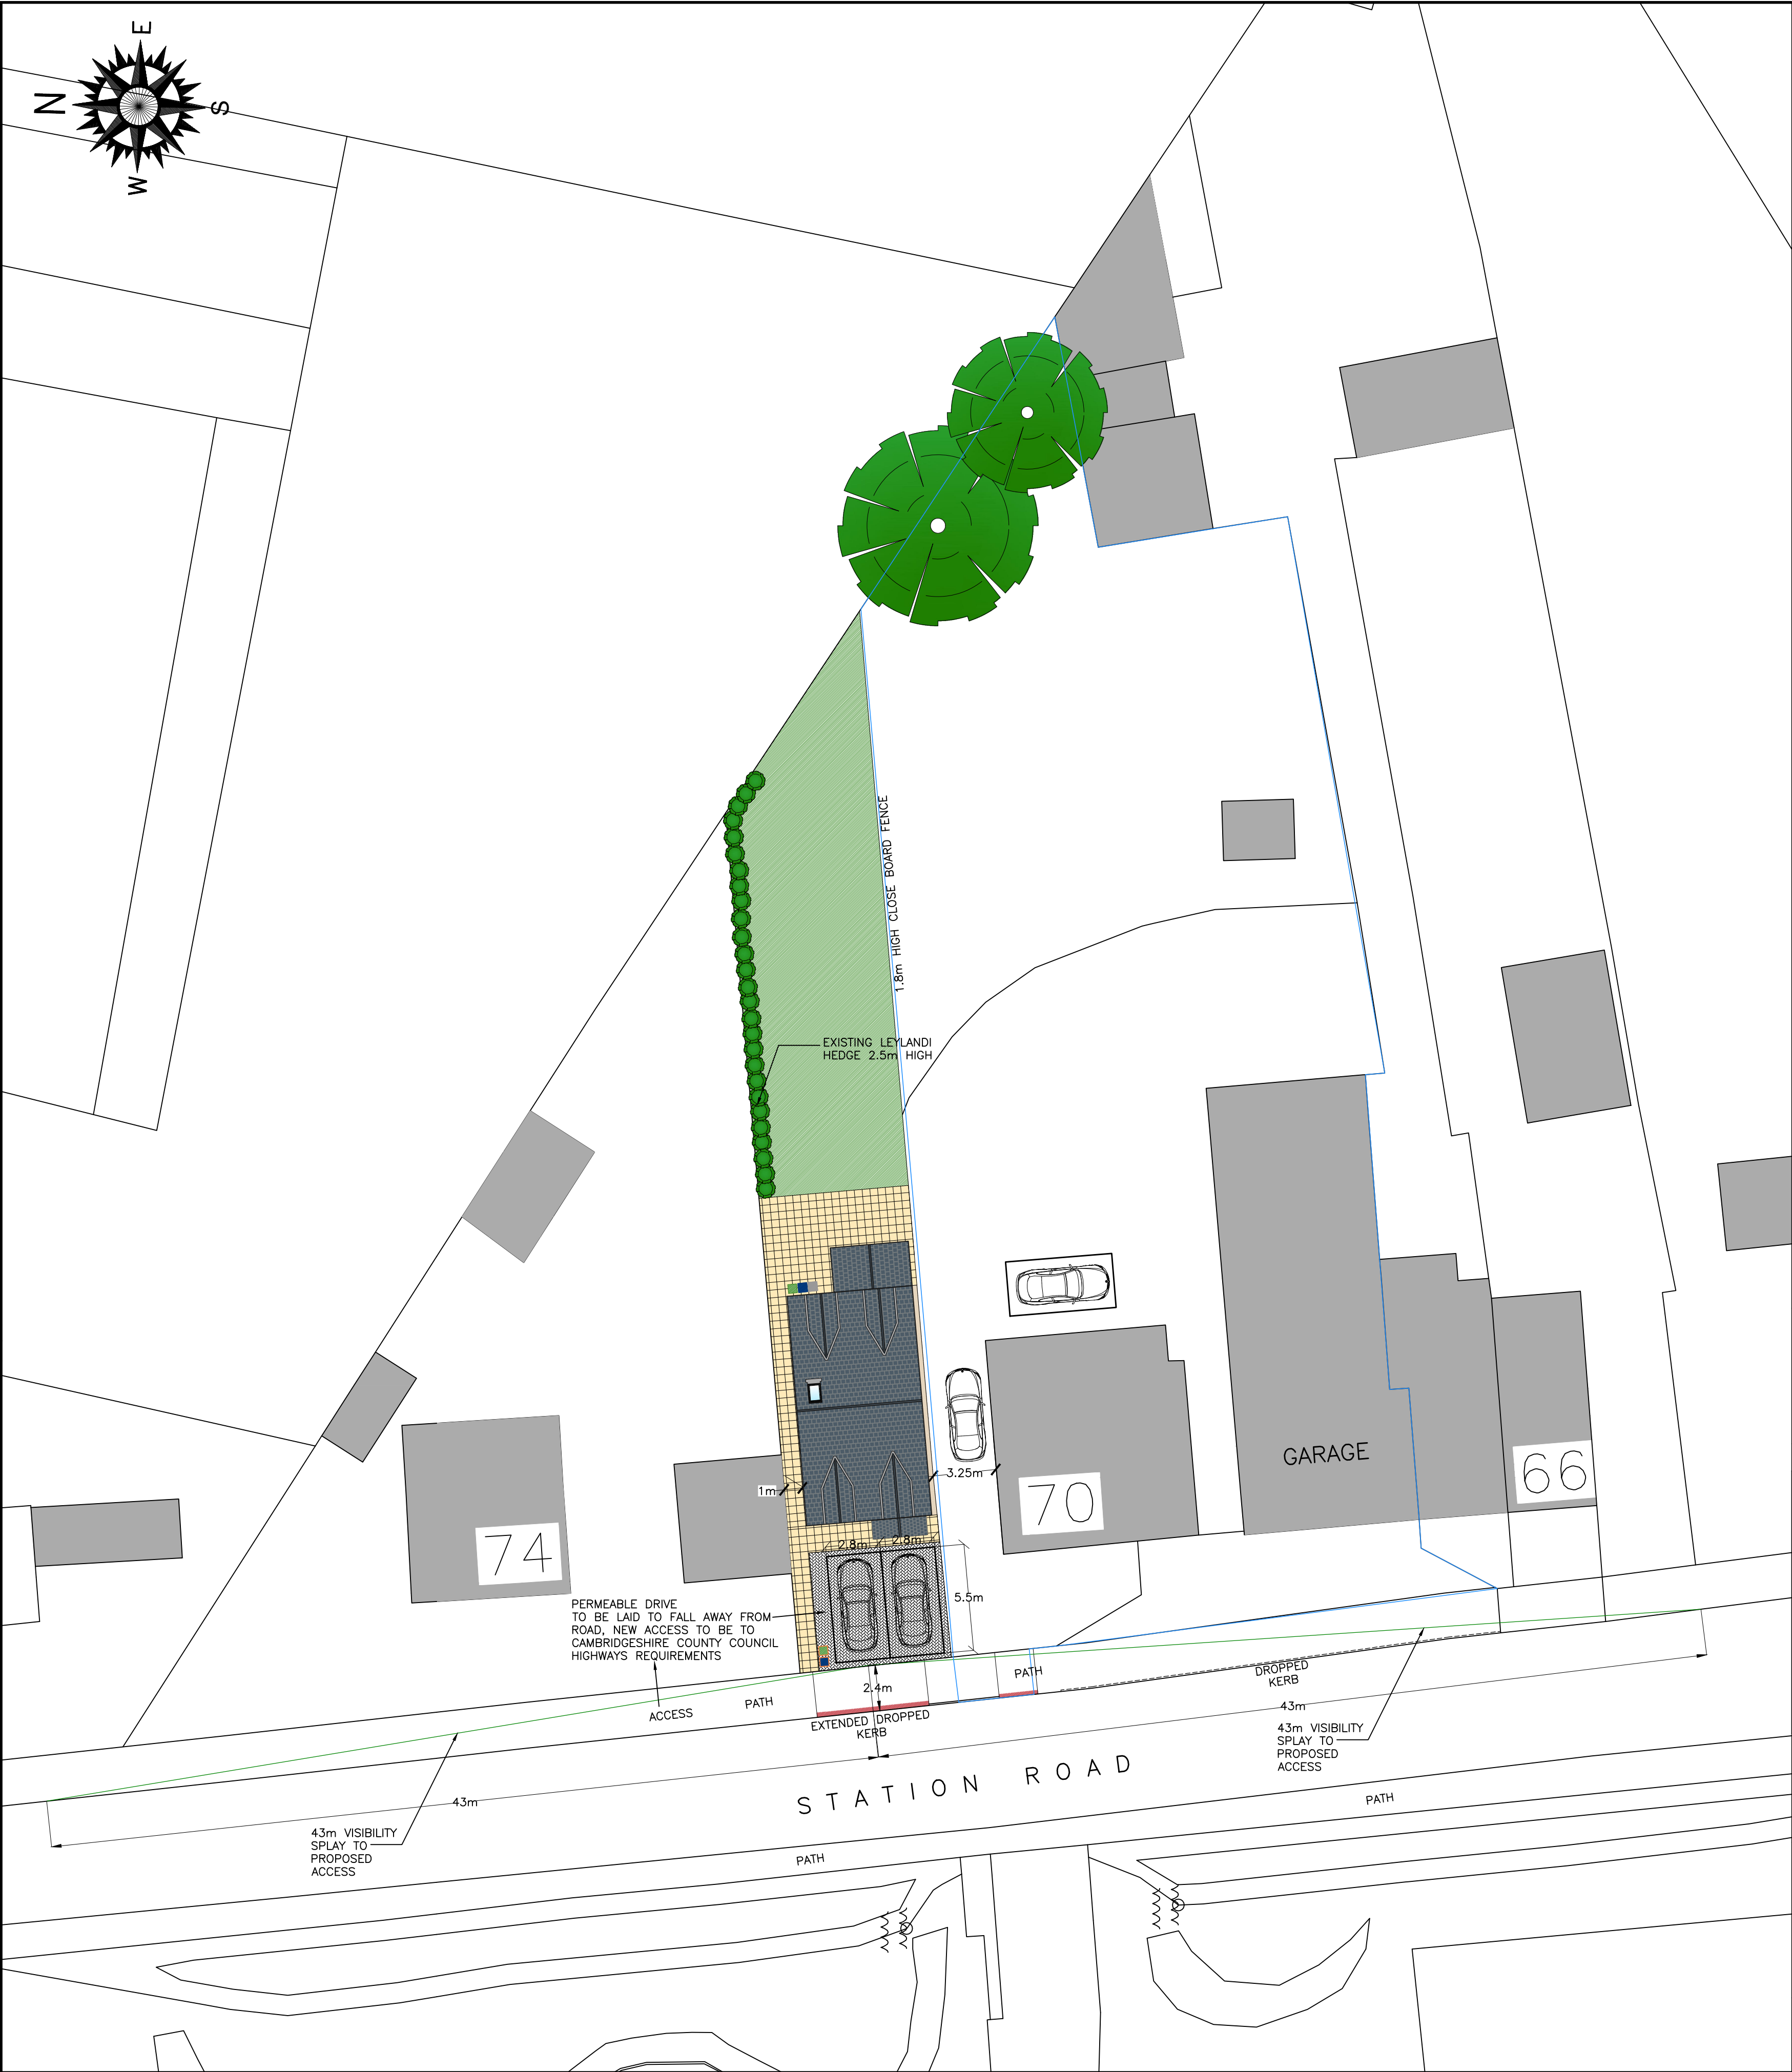 E
N
S
W
1.8m HIGH CLOSE BOARD FENCE
EXISTING LEYLANDI
HEDGE 2.5m HIGH
GARAGE
3.25m
66
1m
70
74
2.8m
2.8m
5.5m
PERMEABLE DRIVE
TO BE LAID TO FALL AWAY FROM
ROAD, NEW ACCESS TO BE TO
CAMBRIDGESHIRE COUNTY COUNCIL
HIGHWAYS REQUIREMENTS
ACCESS
PATH
2.4m
PATH
DROPPED
KERB
EXTENDED DROPPED
KERB
43m
43m VISIBILITY
SPLAY TO
PROPOSED
ACCESS
STATION ROAD
43m
43m VISIBILITY
SPLAY TO
PROPOSED
ACCESS
PATH
PATH